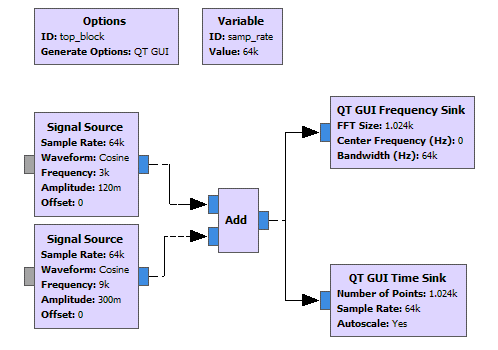 Options
ID: top_block
Generate Options: QT GUI
Variable
ID: samp_rate
Value: 64k
Signal Source
Sample Rate: 64k
Waveform: Cosine
Frequency: 3k
Amplitude: 120m
Offset: 0
Signal Source
Sample Rate: 64k
Waveform: Cosine
Frequency: 9k
Amplitude: 300m
Offset: 0
Add
QT GUI Frequency Sink
FFT Size: 1.024k
Center Frequency (Hz): 0
Bandwidth (Hz): 64k
QT GUI Time Sink
Number of Points: 1.024k
Sample Rate: 64k
Autoscale: Yes